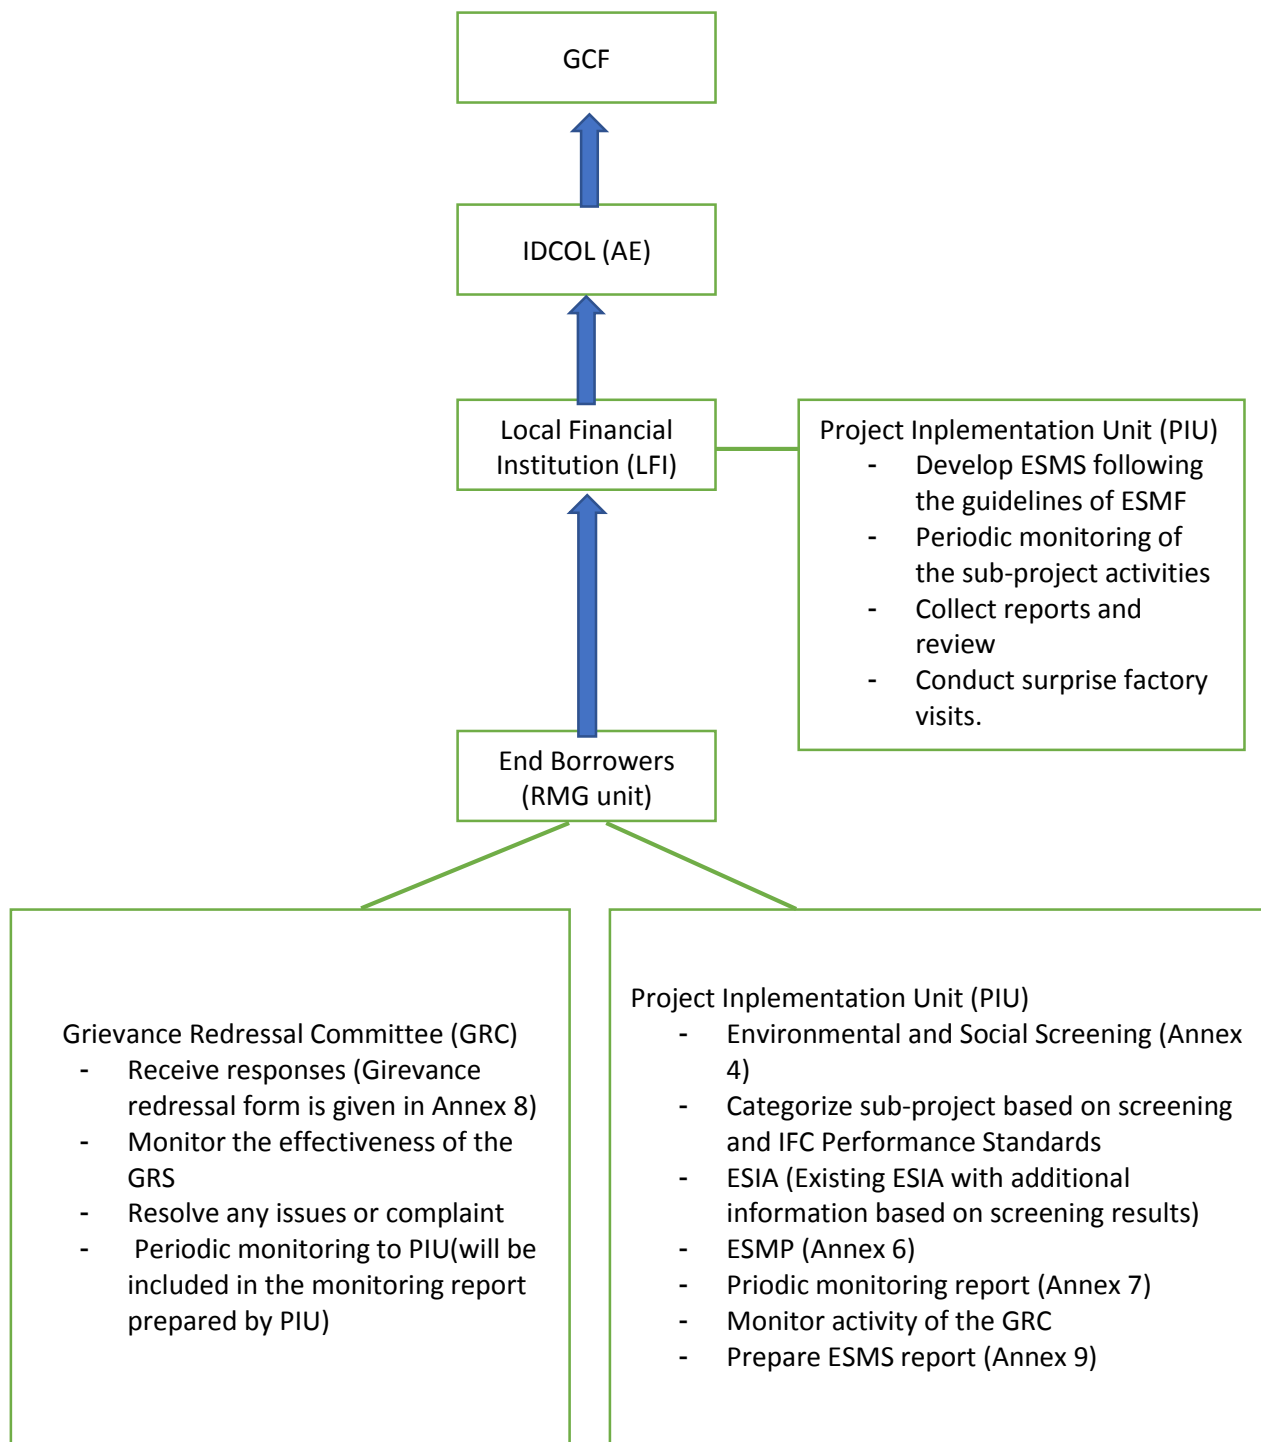 GCF
IDCOL (AE)
Local Financial
Institution (LFI)
Project Inplementation Unit (PIU)
- Develop ESMS following
the guidelines of ESMF
- Periodic monitoring of
the sub-project activities
- Collect reports and
review
- Conduct surprise factory
visits.
End Borrowers
(RMG unit)
Grievance Redressal Committee (GRC)
- Receive responses (Girevance
redressal form is given in Annex 8)
- Monitor the effectiveness of the
GRS
- Resolve any issues or complaint
- Periodic monitoring to PIU(will be
included in the monitoring report
prepared by PIU)
Project Inplementation Unit (PIU)
- Environmental and Social Screening (Annex
4)
- Categorize sub-project based on screening
and IFC Performance Standards
- ESIA (Existing ESIA with additional
information based on screening results)
- ESMP (Annex 6)
- Priodic monitoring report (Annex 7)
- Monitor activity of the GRC
- Prepare ESMS report (Annex 9)